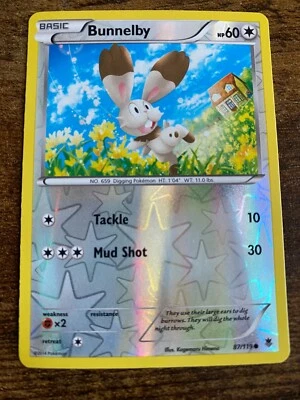 BASIC
Bunnelby
HP60
NO. 659 Digging Pokémon HT: 1'04" WT: 11.0 lbs.
Tackle 10
Mud Shot 30
weakness
resistance
×2
retreat
They use their large ears to dig
burrows. They will dig the whole
night through.
Illus. Kagemaru Himeno
87/119